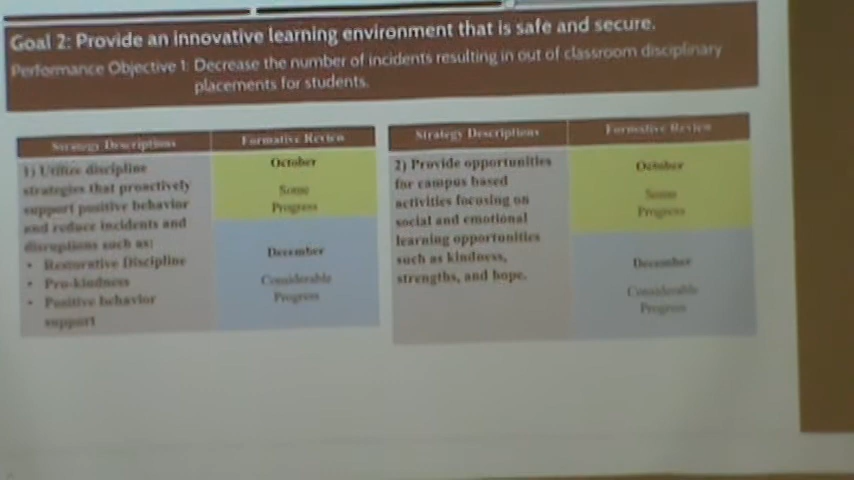 Goal 2: Provide an innovative learning environment that is safe and secure.
Performance Objective 1: Decrease the number of incidents resulting in out of classroom disciplinary
placements for students.
Strategy Descriptions
Formative Review
1) Utilize discipline
strategies that proactively
support positive behavior
and reduce incidents and
disruptions such as:
• Restorative Discipline
• Pro-kindness
• Positive behavior
support
October
Some
Progress
December
Considerable
Progress
Strategy Descriptions
Formative Review
2) Provide opportunities
for campus based
activities focusing on
social and emotional
learning opportunities
such as kindness,
strengths, and hope.
October
Some
Progress
December
Considerable
Progress